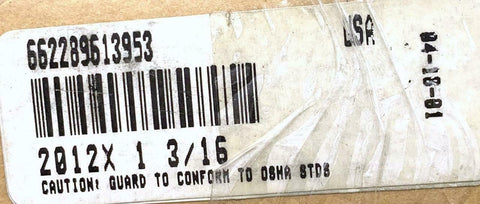 662289613953
USA
04-18-01
2012X 1 3/16
CAUTION: GUARD TO CONFORM TO OSHA STDS